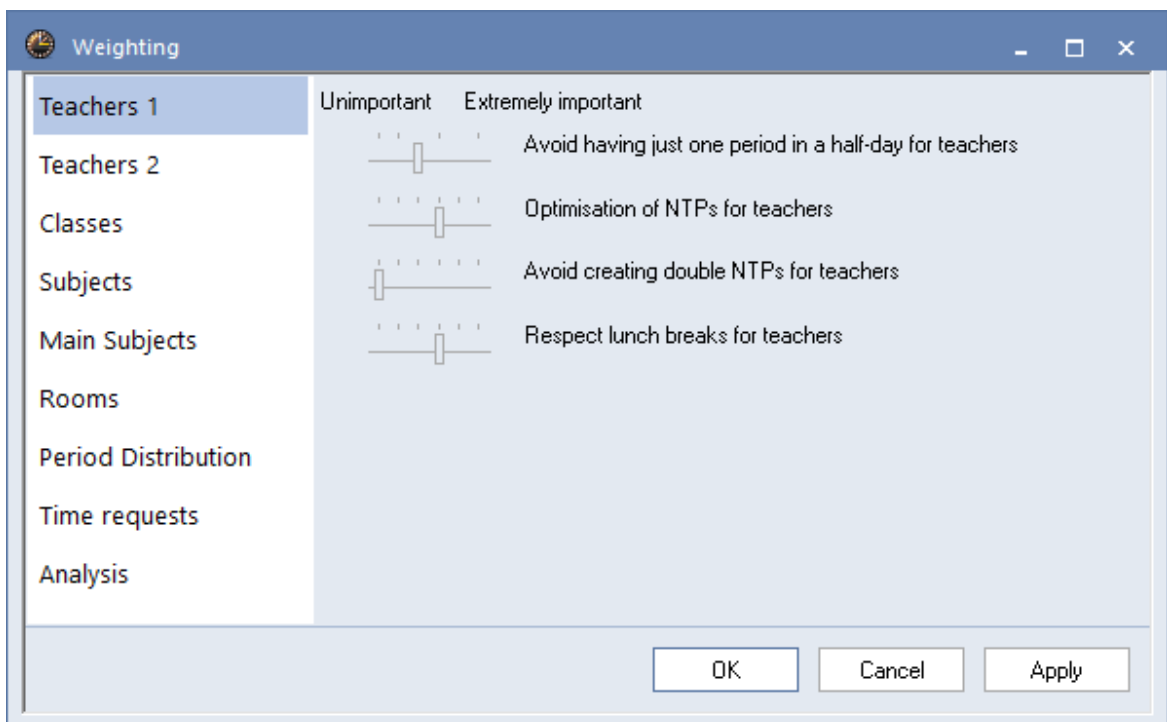 Weighting
Teachers 1
Teachers 2
Classes
Subjects
Main Subjects
Rooms
Period Distribution
Time requests
Analysis
Unimportant Extremely important
Avoid having just one period in a half-day for teachers
Optimisation of NTPs for teachers
Avoid creating double NTPs for teachers
Respect lunch breaks for teachers
OK Cancel Apply